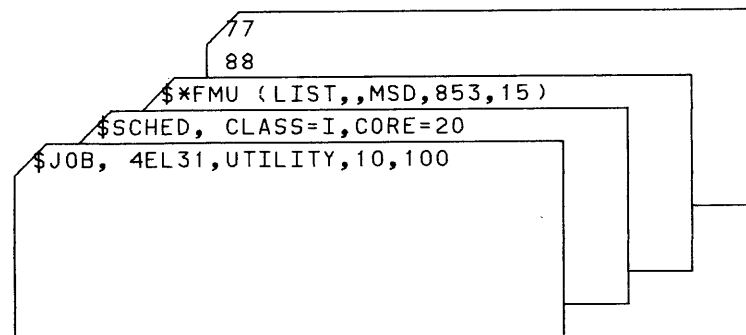 77
88
$*FMU (LIST,,MSD,853,15)
$SCHED, CLASS=I,CORE=20
$JOB, 4EL31,UTILITY,10,100